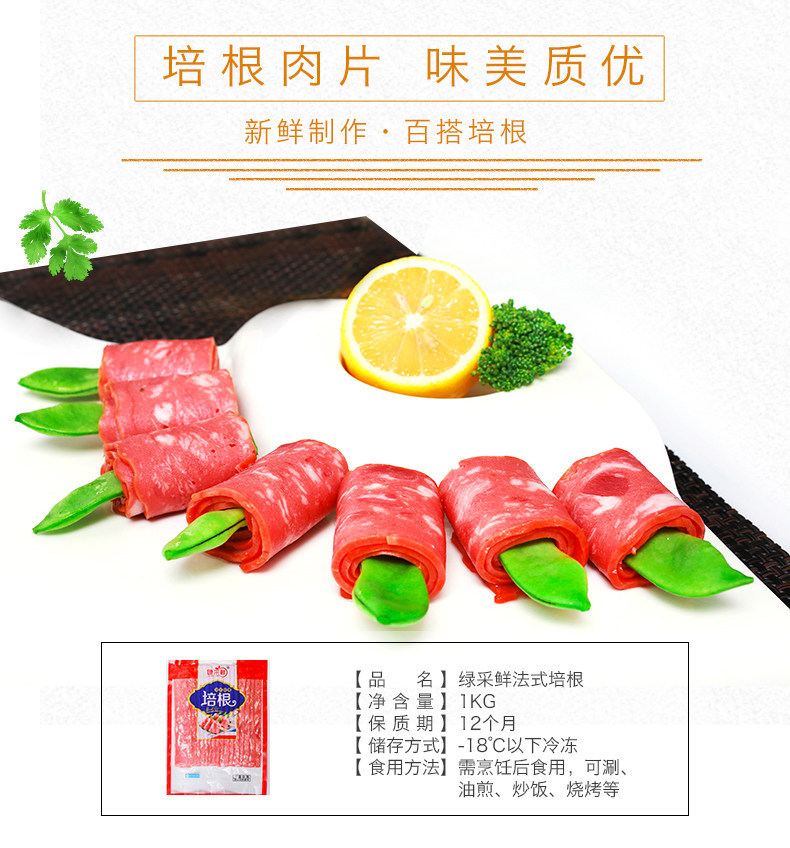 培根肉片 味美质优
新鲜制作·百搭培根
【品 名】绿采鲜法式培根
【净含量】1KG
【保质期】12个月
【储存方式】-18℃以下冷冻
【食用方法】需烹饪后食用，可涮、
油煎、炒饭、烧烤等
培根